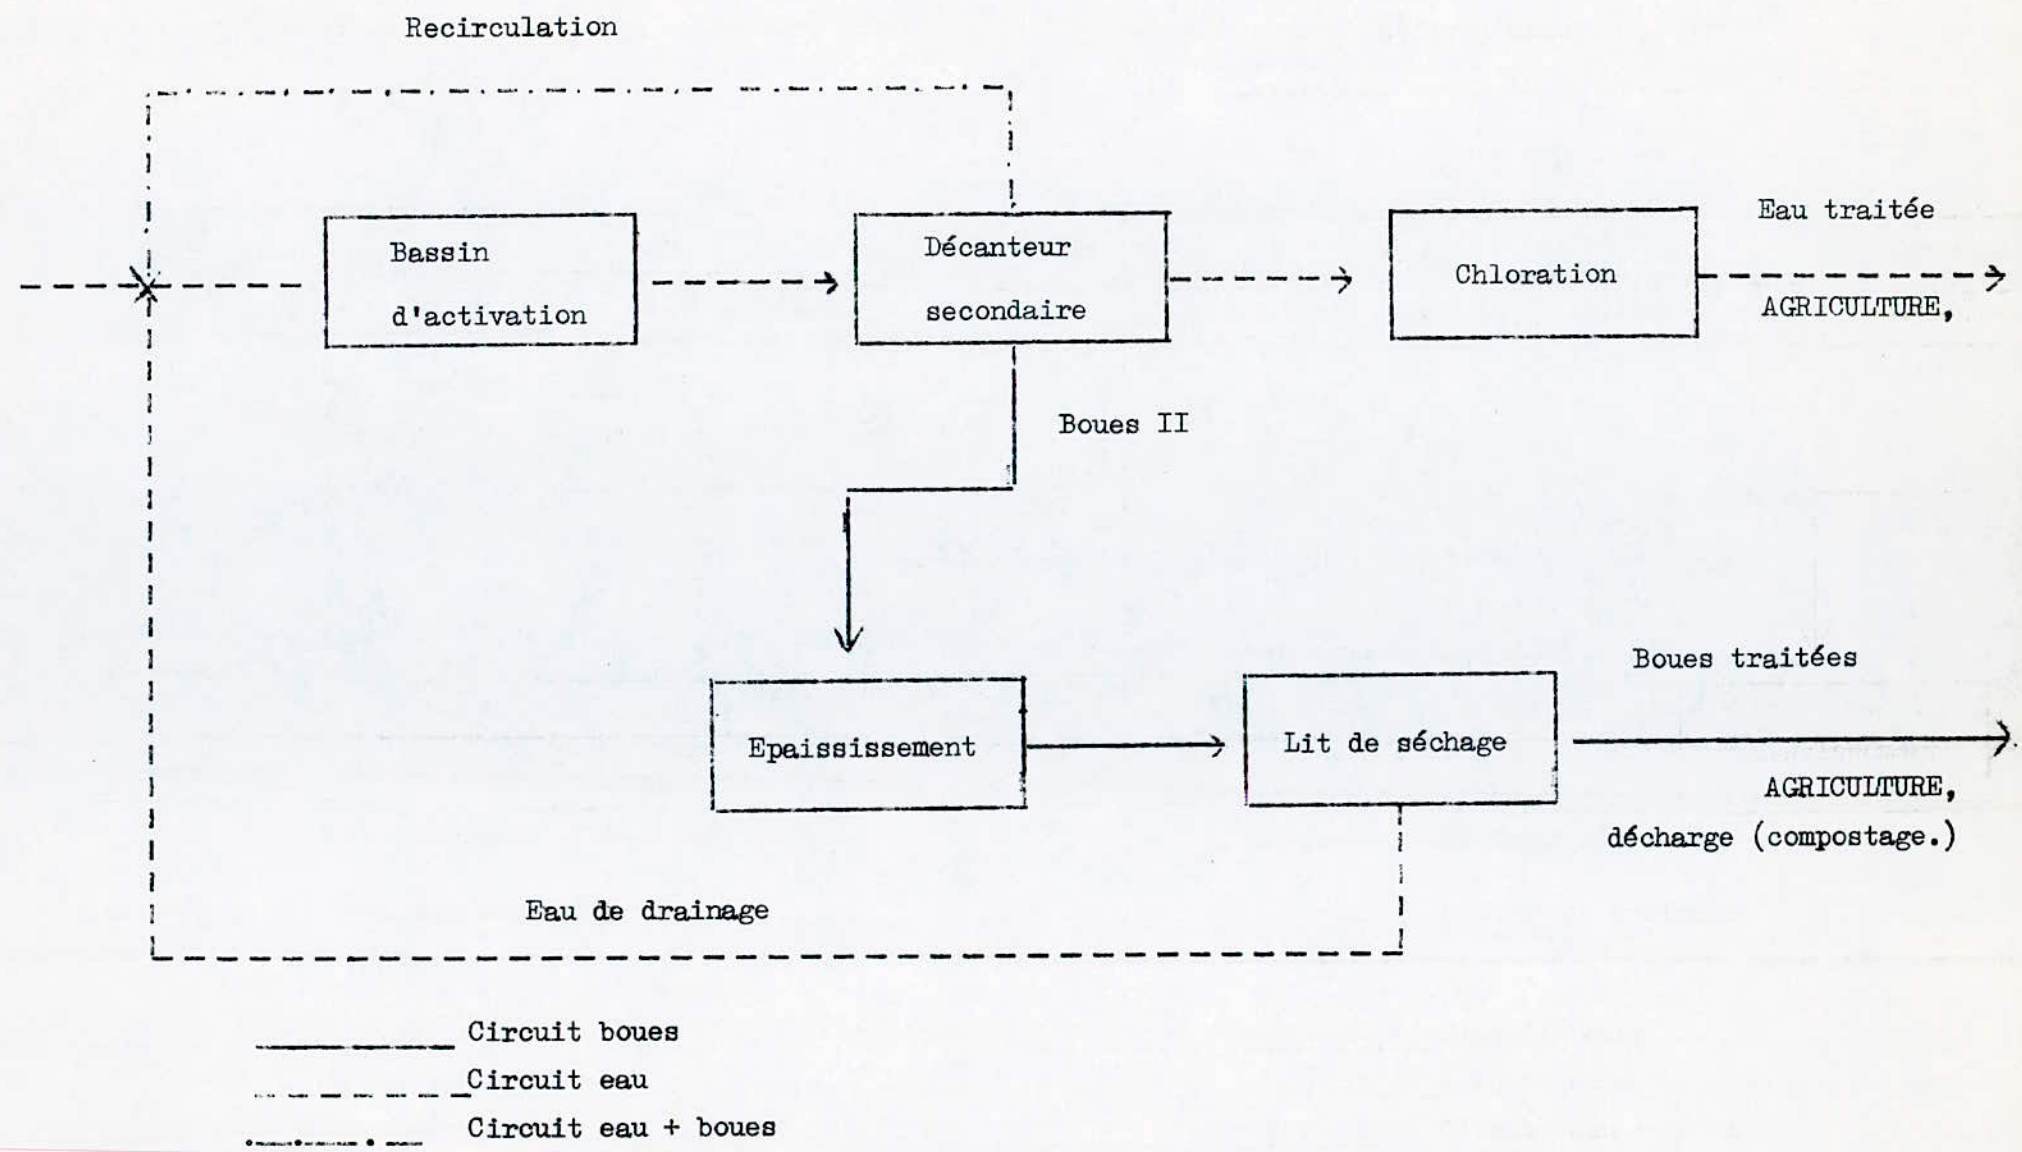 Recirculation
Eau traitée
Bassin
d'activation
Décanteur
secondaire
Chloration
AGRICULTURE,
Boues II
Boues traitées
Epaississement
Lit de séchage
AGRICULTURE,
décharge (compostage.)
Eau de drainage
Circuit boues
Circuit eau
Circuit eau + boues